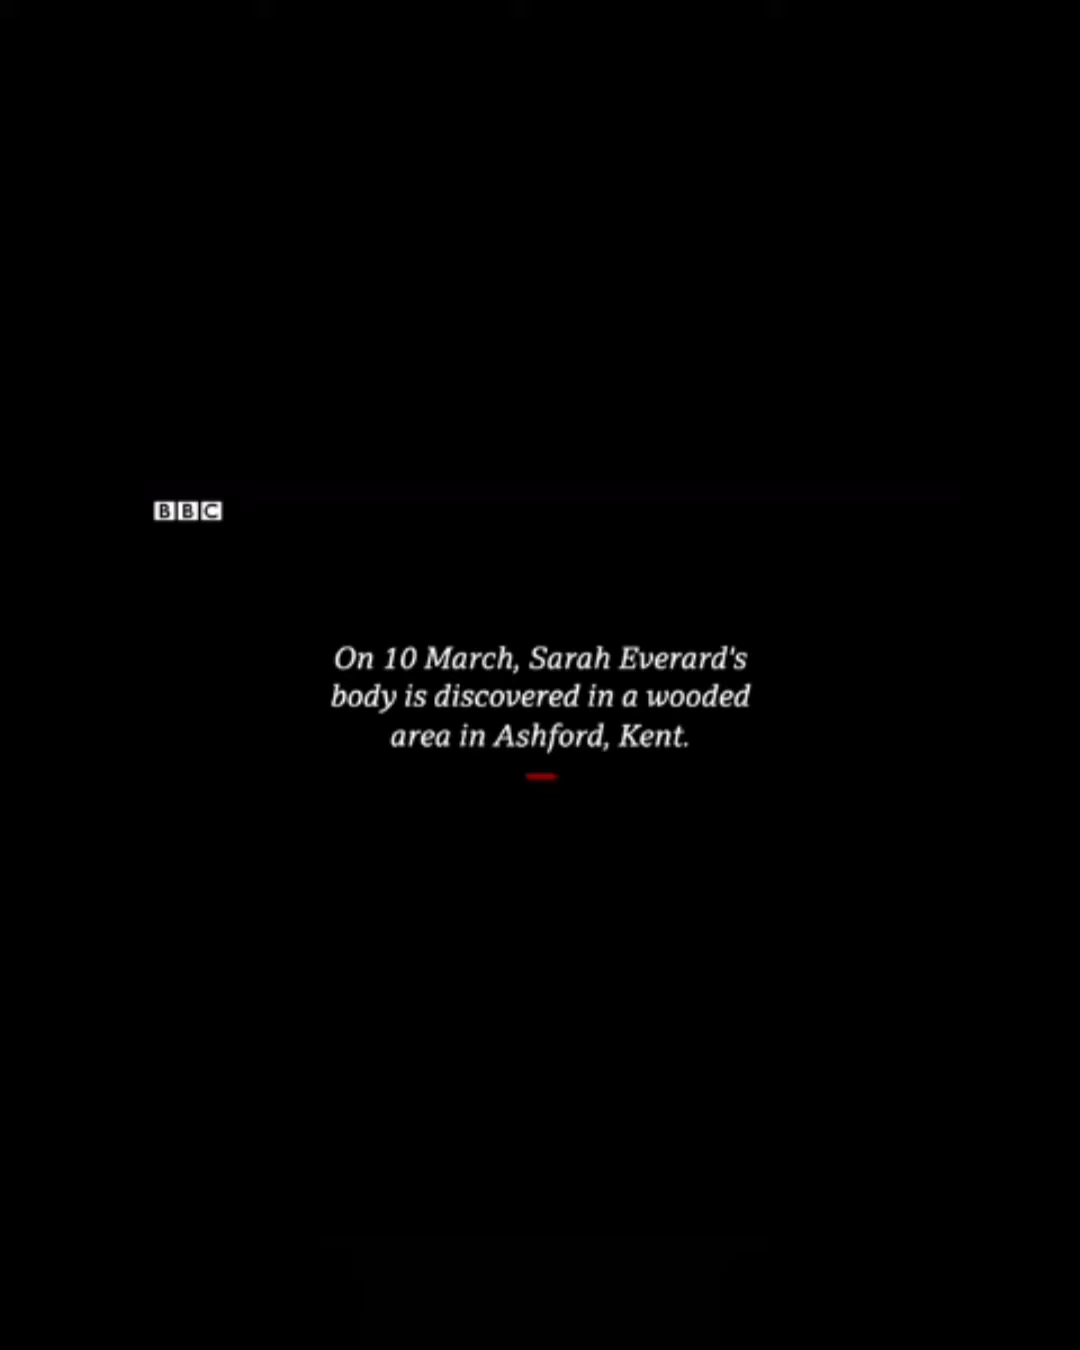 BBC
On 10 March, Sarah Everard's
body is discovered in a wooded
area in Ashford, Kent.